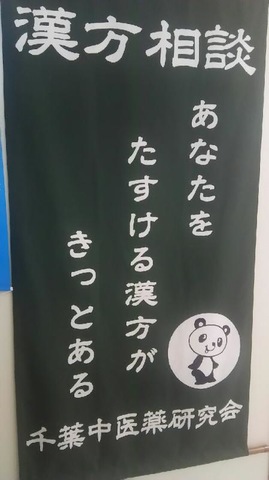 漢方相談
あなたを
たすける漢方が
きっとある
千葉中医薬研究会